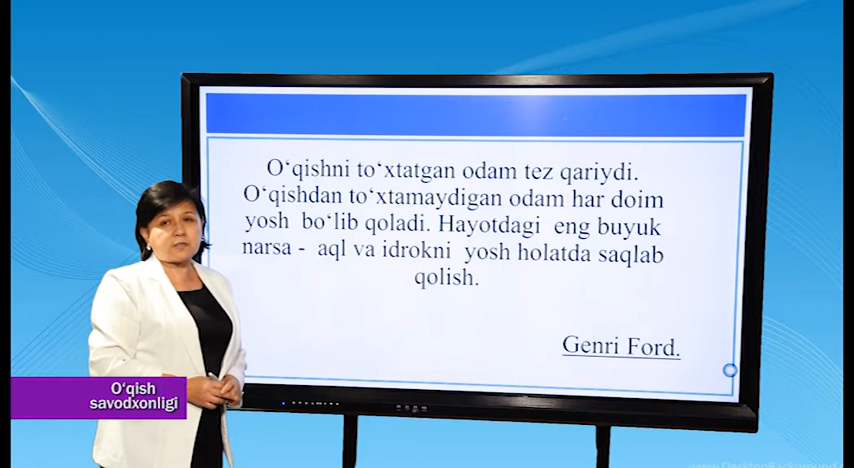 O‘qishni to‘xtatgan odam tez qariydi.
O‘qishdan to‘xtamaydigan odam har doim
yosh bo‘lib qoladi. Hayotdagi eng buyuk
narsa - aql va idrokni yosh holatda saqlab
qolish.
Genri Ford.
O‘qish
savodxonligi